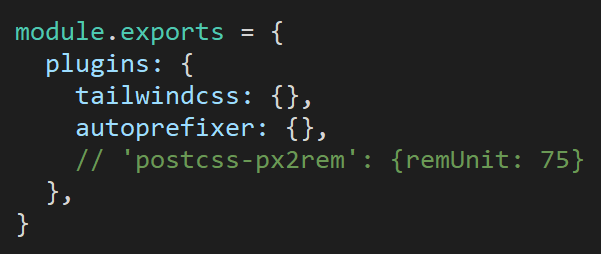 module.exports = {
  plugins: {
    tailwindcss: {},
    autoprefixer: {},
    // 'postcss-px2rem': {remUnit: 75}
  },
}